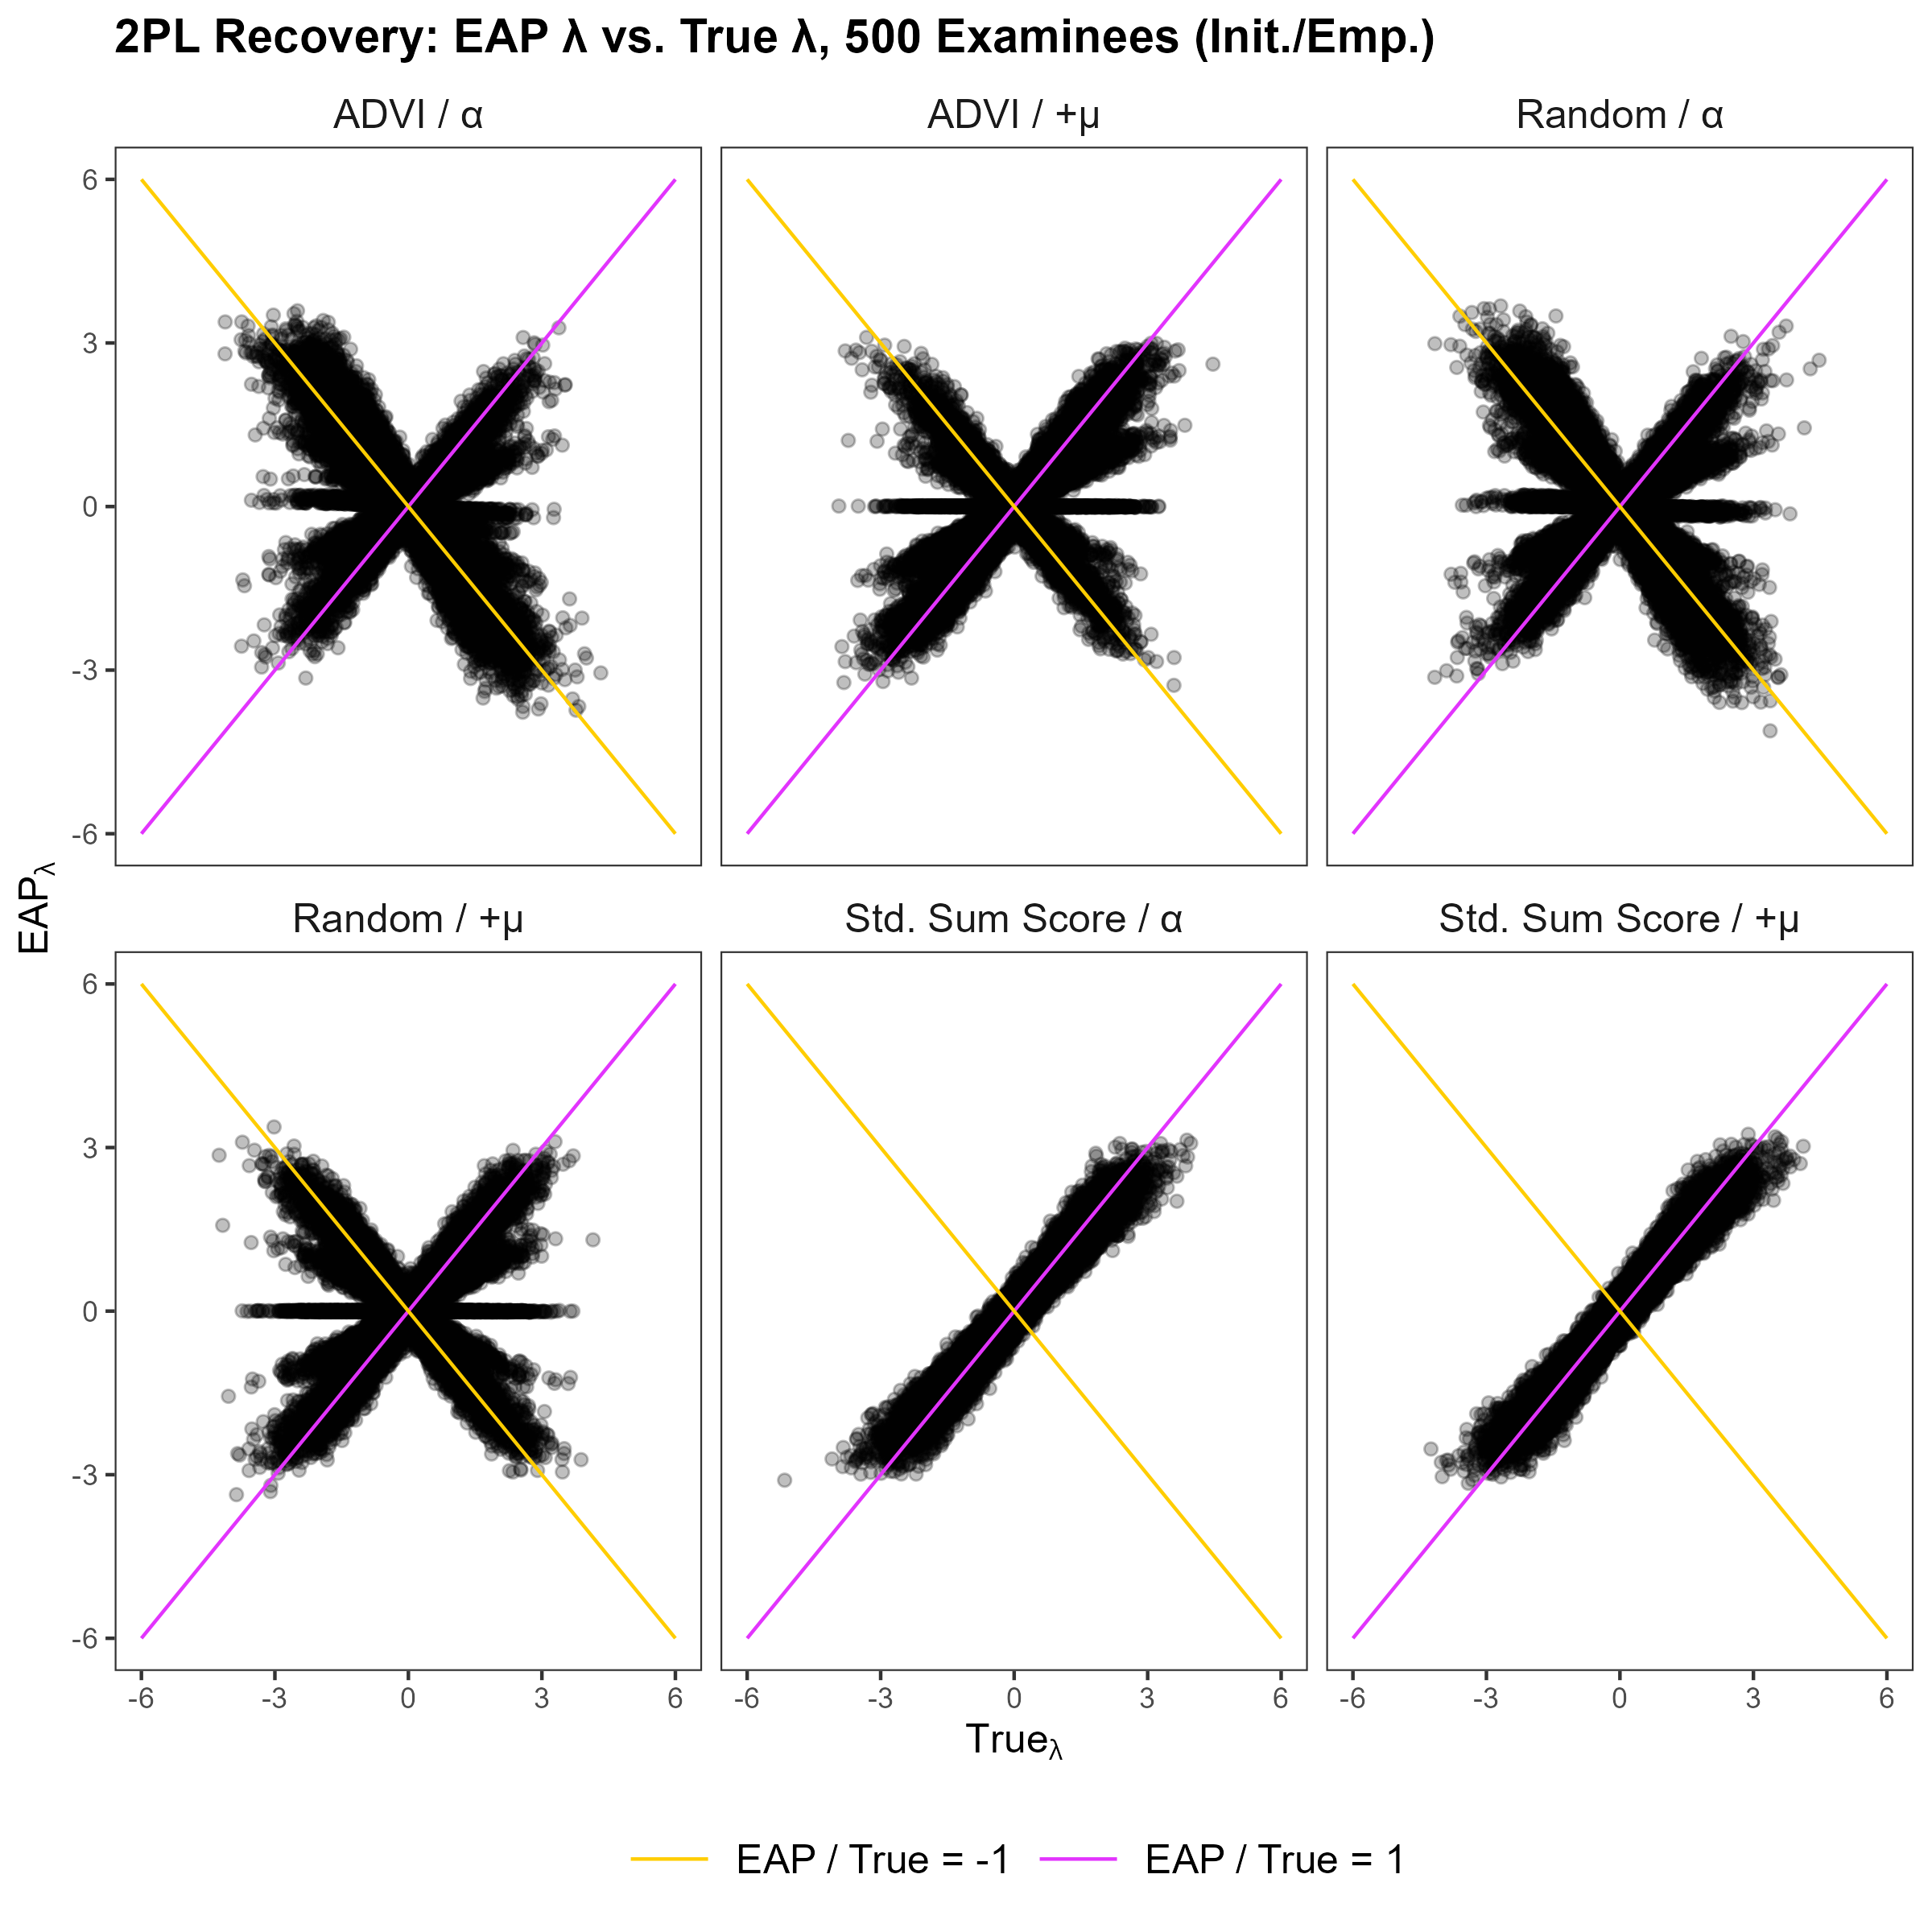 2PL Recovery: EAP λ vs. True λ, 500 Examinees (Init./Emp.)
ADVI / α
ADVI / +μ
Random / α
6
3
0
-3
-6
EAPλ
Random / +μ
Std. Sum Score / α
Std. Sum Score / +μ
6
3
0
-3
-6
-6 -3 0 3 6
-6 -3 0 3 6
-6 -3 0 3 6
Trueλ
EAP / True = -1
EAP / True = 1